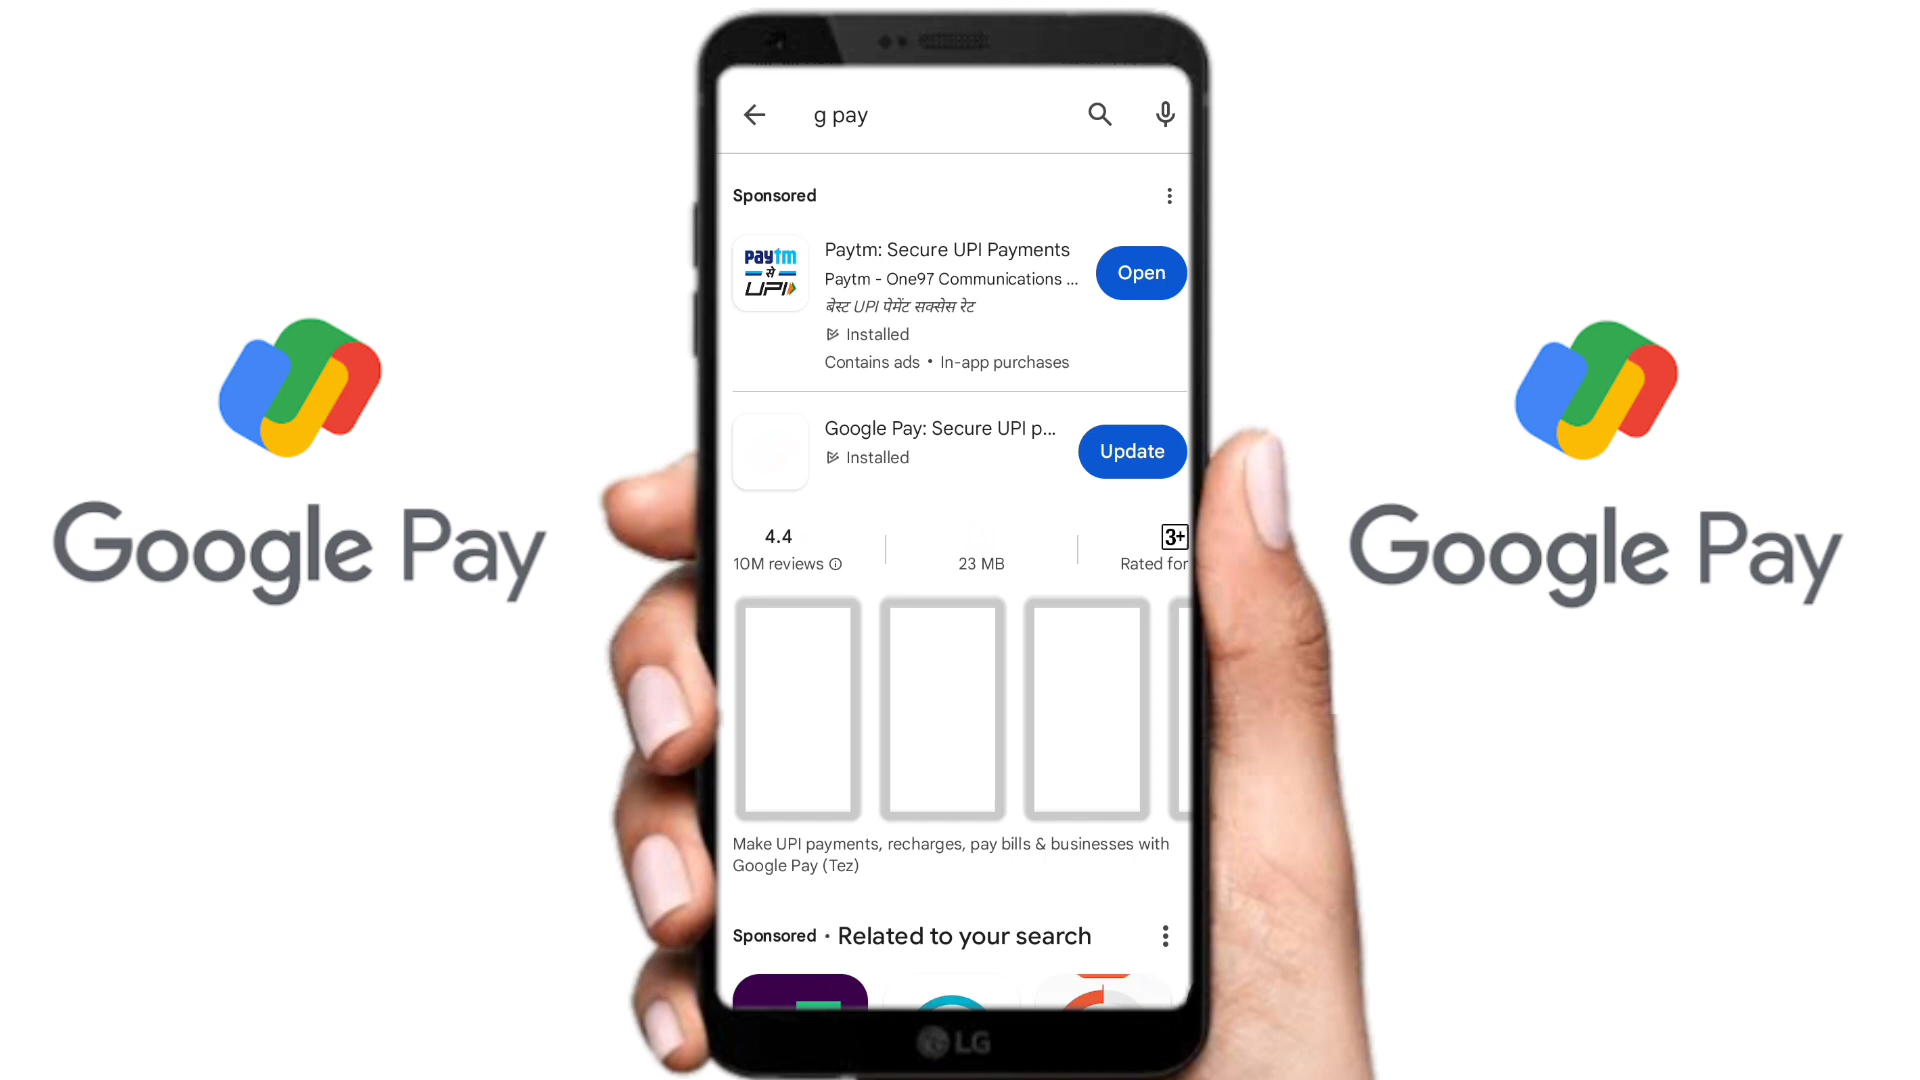 g pay
Sponsored
Paytm: Secure UPI Payments
Paytm - One97 Communications ...
बेस्ट UPI पेमेंट सक्सेस रेट
Installed
Contains ads • In-app purchases
Open
paytm
से
UPI
Google Pay: Secure UPI p...
Installed
Update
4.4
10M reviews
23 MB
3+
Rated for
Make UPI payments, recharges, pay bills & businesses with
Google Pay (Tez)
Sponsored • Related to your search
LG
Google Pay
Google Pay